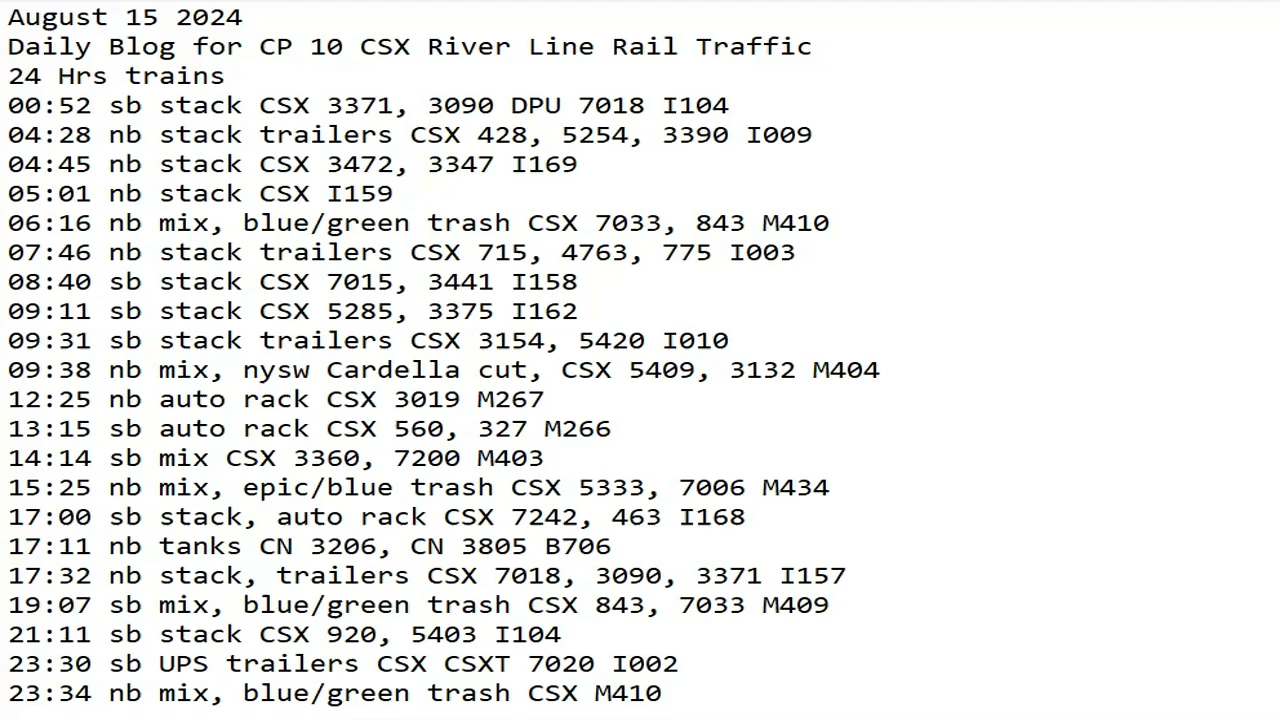 August 15 2024
Daily Blog for CP 10 CSX River Line Rail Traffic
24 Hrs trains
00:52 sb stack CSX 3371, 3090 DPU 7018 I104
04:28 nb stack trailers CSX 428, 5254, 3390 I009
04:45 nb stack CSX 3472, 3347 I169
05:01 nb stack CSX I159
06:16 nb mix, blue/green trash CSX 7033, 843 M410
07:46 nb stack trailers CSX 715, 4763, 775 I003
08:40 sb stack CSX 7015, 3441 I158
09:11 sb stack CSX 5285, 3375 I162
09:31 sb stack trailers CSX 3154, 5420 I010
09:38 nb mix, nysw Cardella cut, CSX 5409, 3132 M404
12:25 nb auto rack CSX 3019 M267
13:15 sb auto rack CSX 560, 327 M266
14:14 sb mix CSX 3360, 7200 M403
15:25 nb mix, epic/blue trash CSX 5333, 7006 M434
17:00 sb stack, auto rack CSX 7242, 463 I168
17:11 nb tanks CN 3206, CN 3805 B706
17:32 nb stack, trailers CSX 7018, 3090, 3371 I157
19:07 sb mix, blue/green trash CSX 843, 7033 M409
21:11 sb stack CSX 920, 5403 I104
23:30 sb UPS trailers CSX CSXT 7020 I002
23:34 nb mix, blue/green trash CSX M410